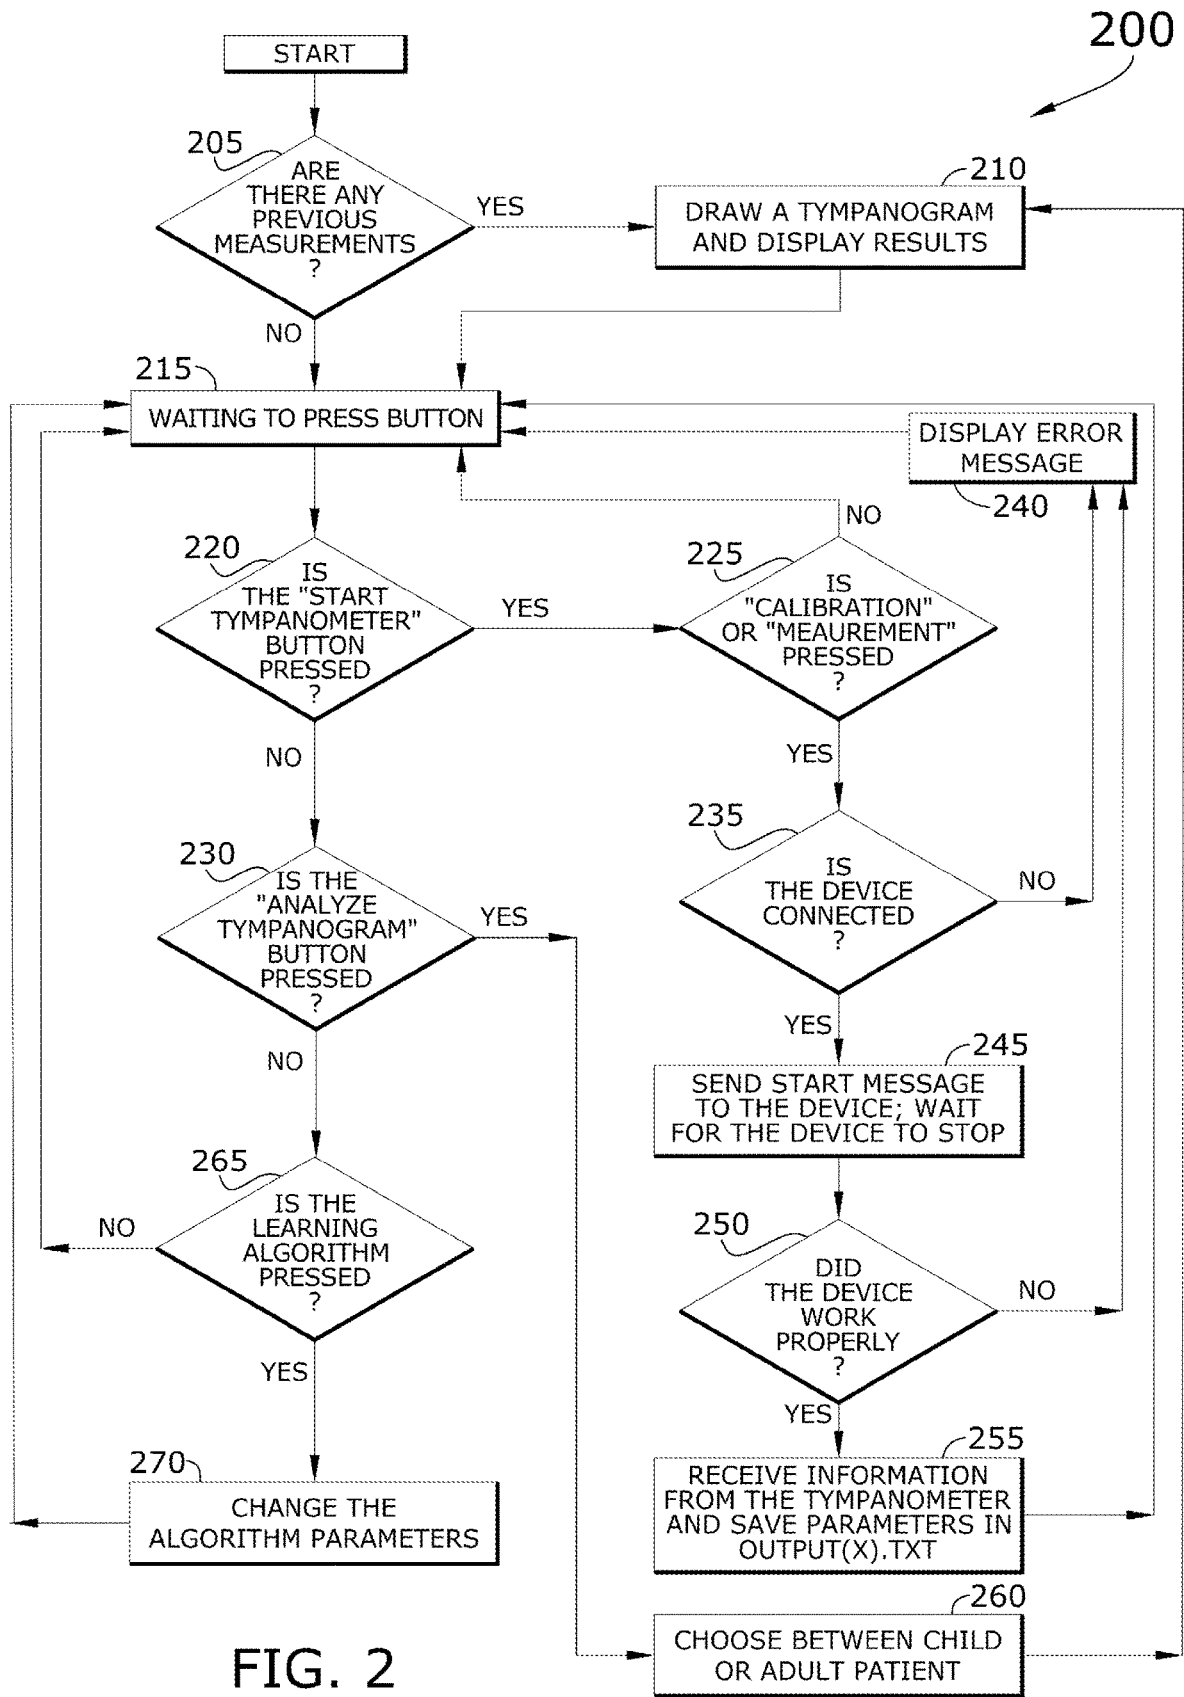 200
START
205
ARE
THERE ANY
PREVIOUS
MEASUREMENTS
?
YES
NO
210
DRAW A TYMPANOGRAM
AND DISPLAY RESULTS
215
WAITING TO PRESS BUTTON
DISPLAY ERROR
MESSAGE
240
220
IS
THE "START
TYMPANOMETER"
BUTTON
PRESSED
?
YES
NO
225
NO
IS
"CALIBRATION"
OR "MEAUREMENT"
PRESSED
?
YES
230
IS THE
"ANALYZE
TYMPANOGRAM"
BUTTON
PRESSED
?
YES
NO
235
IS
THE DEVICE
CONNECTED
?
NO
YES
245
SEND START MESSAGE
TO THE DEVICE; WAIT
FOR THE DEVICE TO STOP
265
IS THE
LEARNING
ALGORITHM
PRESSED
?
NO
YES
250
DID
THE DEVICE
WORK
PROPERLY
?
NO
YES
270
CHANGE THE
ALGORITHM PARAMETERS
255
RECEIVE INFORMATION
FROM THE TYMPANOMETER
AND SAVE PARAMETERS IN
OUTPUT(X).TXT
260
CHOOSE BETWEEN CHILD
OR ADULT PATIENT
FIG. 2